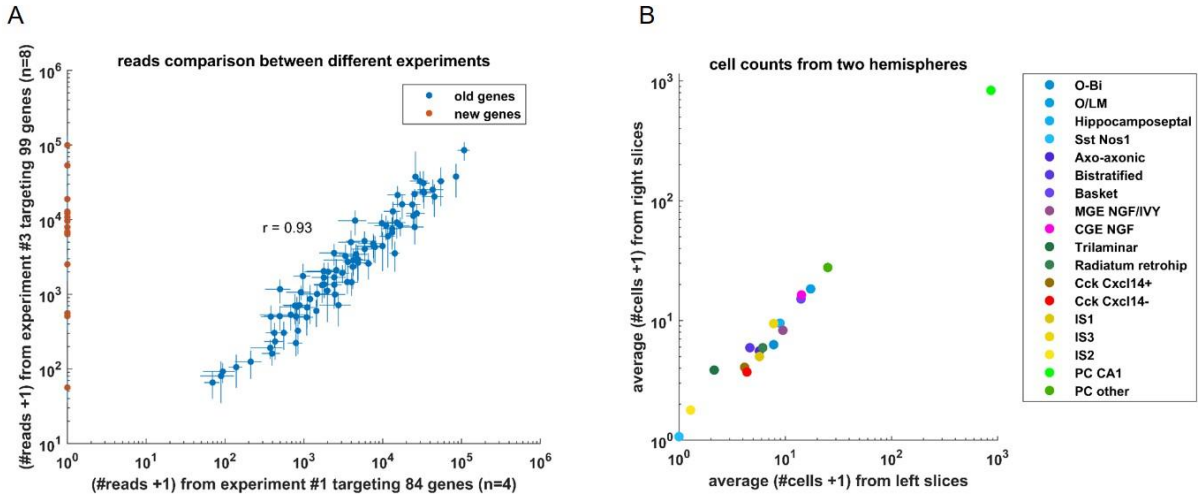 A
reads comparison between different experiments
(#reads +1) from experiment #3 targeting 99 genes (n=8)
10^6
10^5
10^4
10^3
10^2
10^1
old genes
new genes
r = 0.93
10^0
10^1
10^2
10^3
10^4
10^5
10^6
(#reads +1) from experiment #1 targeting 84 genes (n=4)
B
cell counts from two hemispheres
average (#cells +1) from right slices
10^3
10^2
10^1
10^0
10^0
10^1
10^2
10^3
average (#cells +1) from left slices
O-Bi
O/LM
Hippocamposeptal
Sst Nos1
Axo-axonic
Bistratified
Basket
MGE NGF/IVY
CGE NGF
Trilaminar
Radiatum retrohip
Cck Cxcl14+
Cck Cxcl14-
IS1
IS3
IS2
PC CA1
PC other